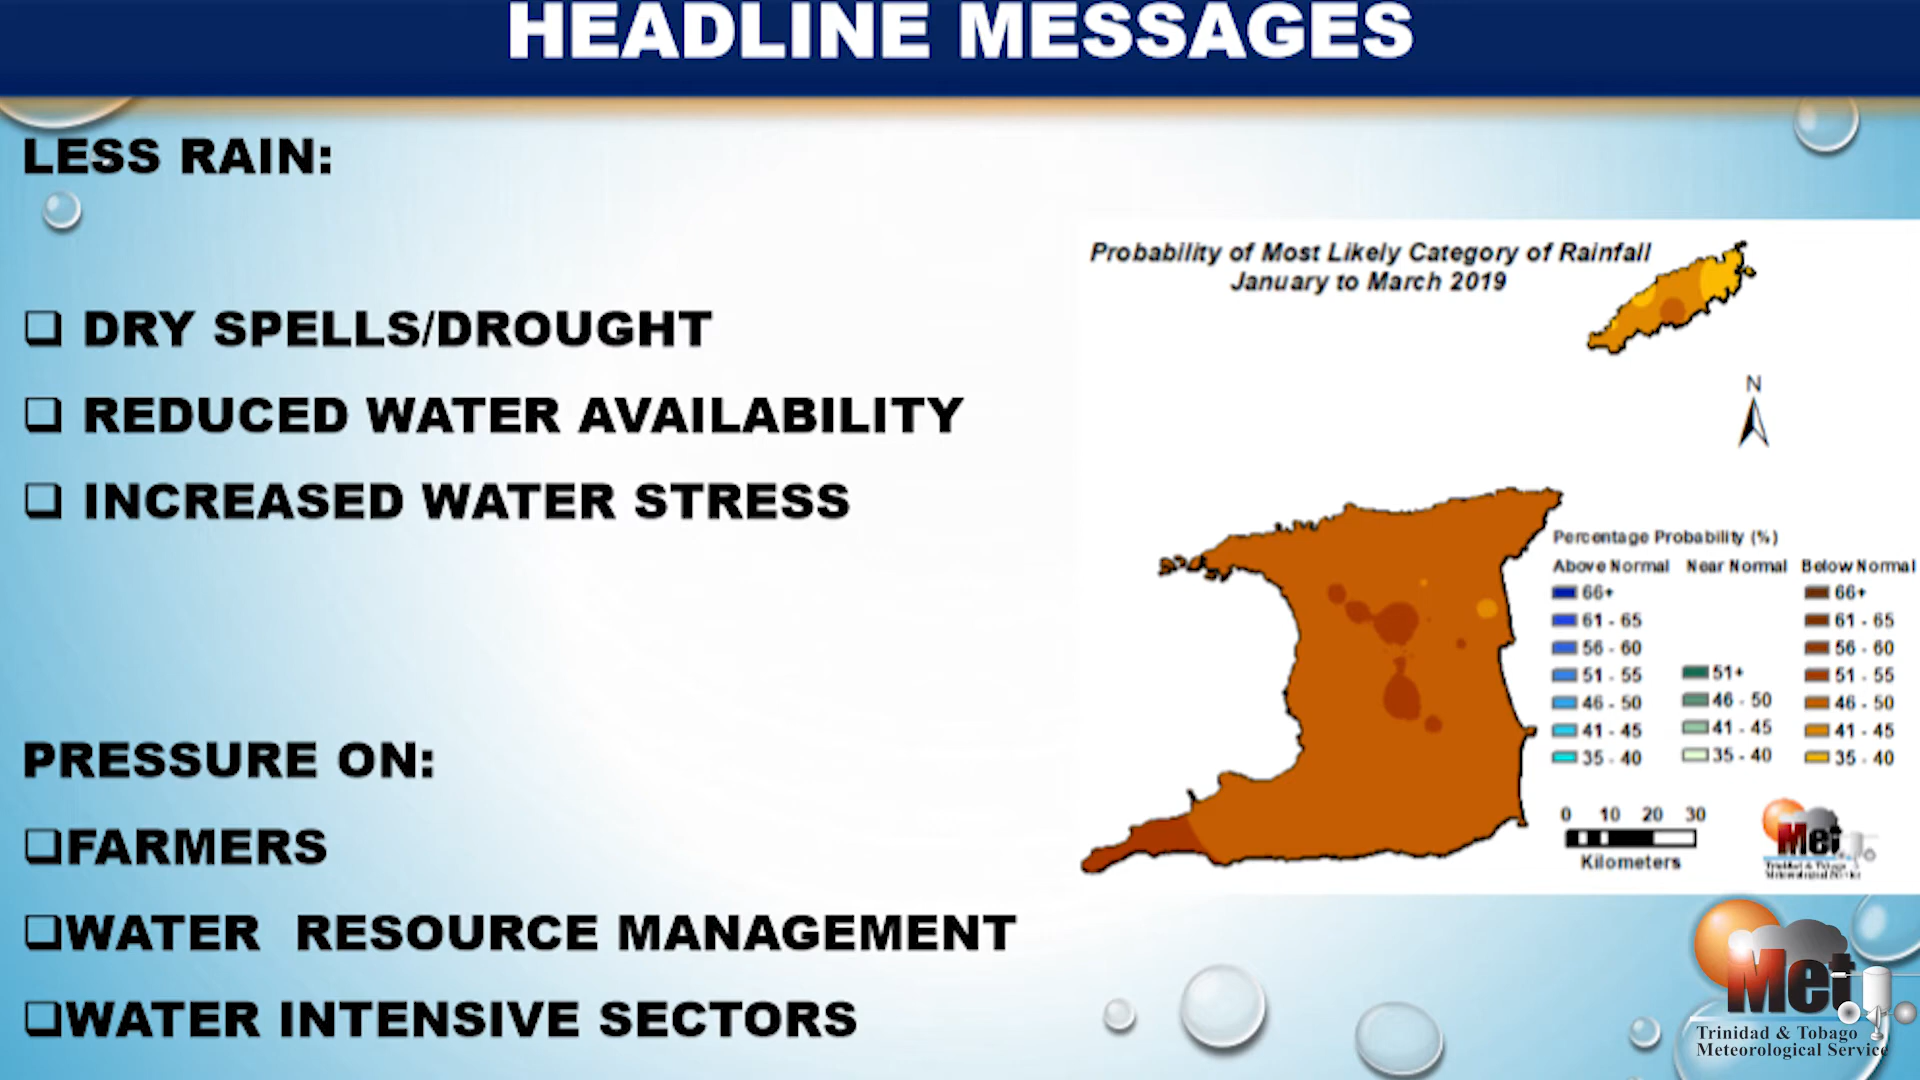 HEADLINE MESSAGES
LESS RAIN:
DRY SPELLS/DROUGHT
REDUCED WATER AVAILABILITY
INCREASED WATER STRESS
PRESSURE ON:
FARMERS
WATER RESOURCE MANAGEMENT
WATER INTENSIVE SECTORS
Probability of Most Likely Category of Rainfall
January to March 2019
N
Percentage Probability (%)
Above Normal Near Normal Below Normal
66+ 66+
61 - 65 61 - 65
56 - 60 56 - 60
51 - 55 51+ 51 - 55
46 - 50 46 - 50 46 - 50
41 - 45 41 - 45 41 - 45
35 - 40 35 - 40 35 - 40
0 10 20 30
Kilometers
Met
Trinidad & Tobago
Meteorological Service
Met
Trinidad & Tobago
Meteorological Service